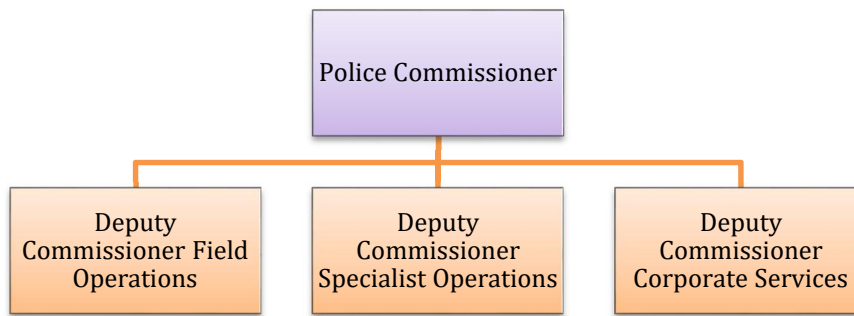 Police Commissioner
Deputy
Commissioner Field
Operations
Deputy
Commissioner
Specialist Operations
Deputy
Commissioner
Corporate Services